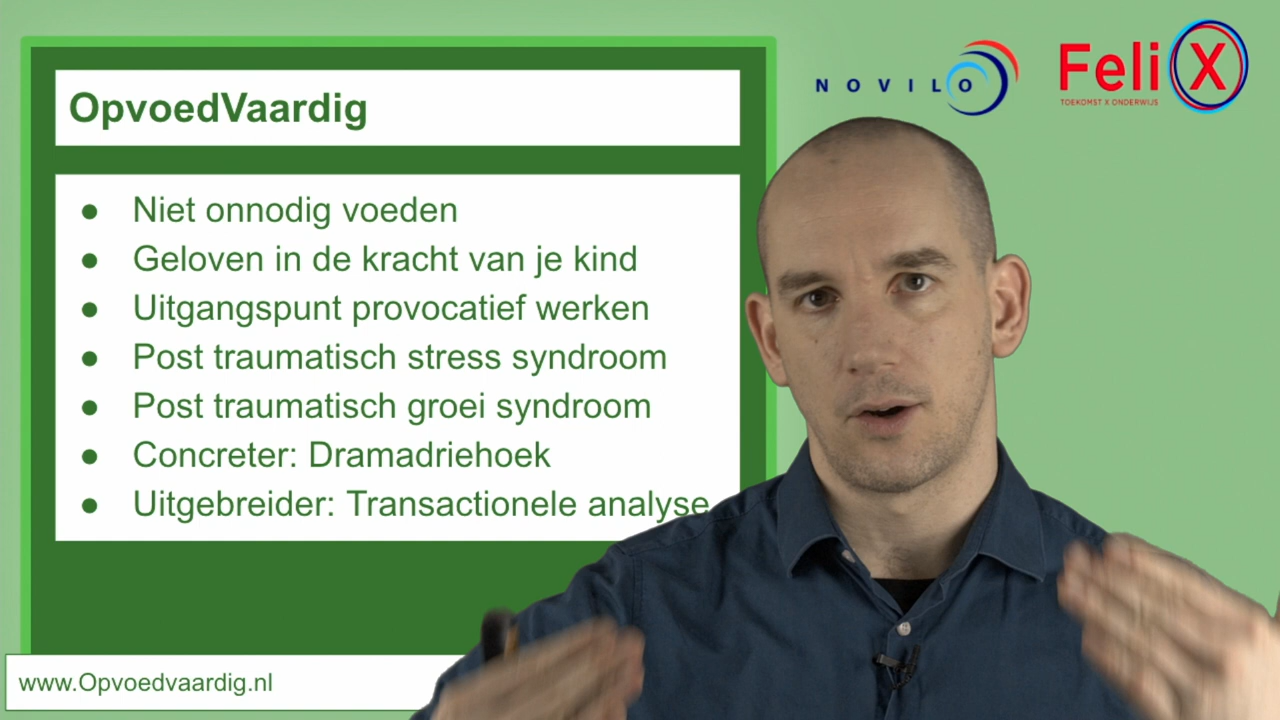 OpvoedVaardig
NOVILO
FeliX
TOEKOMST X ONDERWIJS
● Niet onnodig voeden
● Geloven in de kracht van je kind
● Uitgangspunt provocatief werken
● Post traumatisch stress syndroom
● Post traumatisch groei syndroom
● Concreter: Dramadriehoek
● Uitgebreider: Transactionele analyse
www.Opvoedvaardig.nl